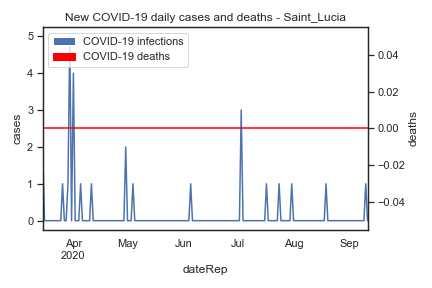 New COVID-19 daily cases and deaths - Saint_Lucia
COVID-19 infections
COVID-19 deaths
5
4
3
2
1
0
cases
0.04
0.02
0.00
−0.02
−0.04
deaths
Apr
2020
May
Jun
Jul
Aug
Sep
dateRep